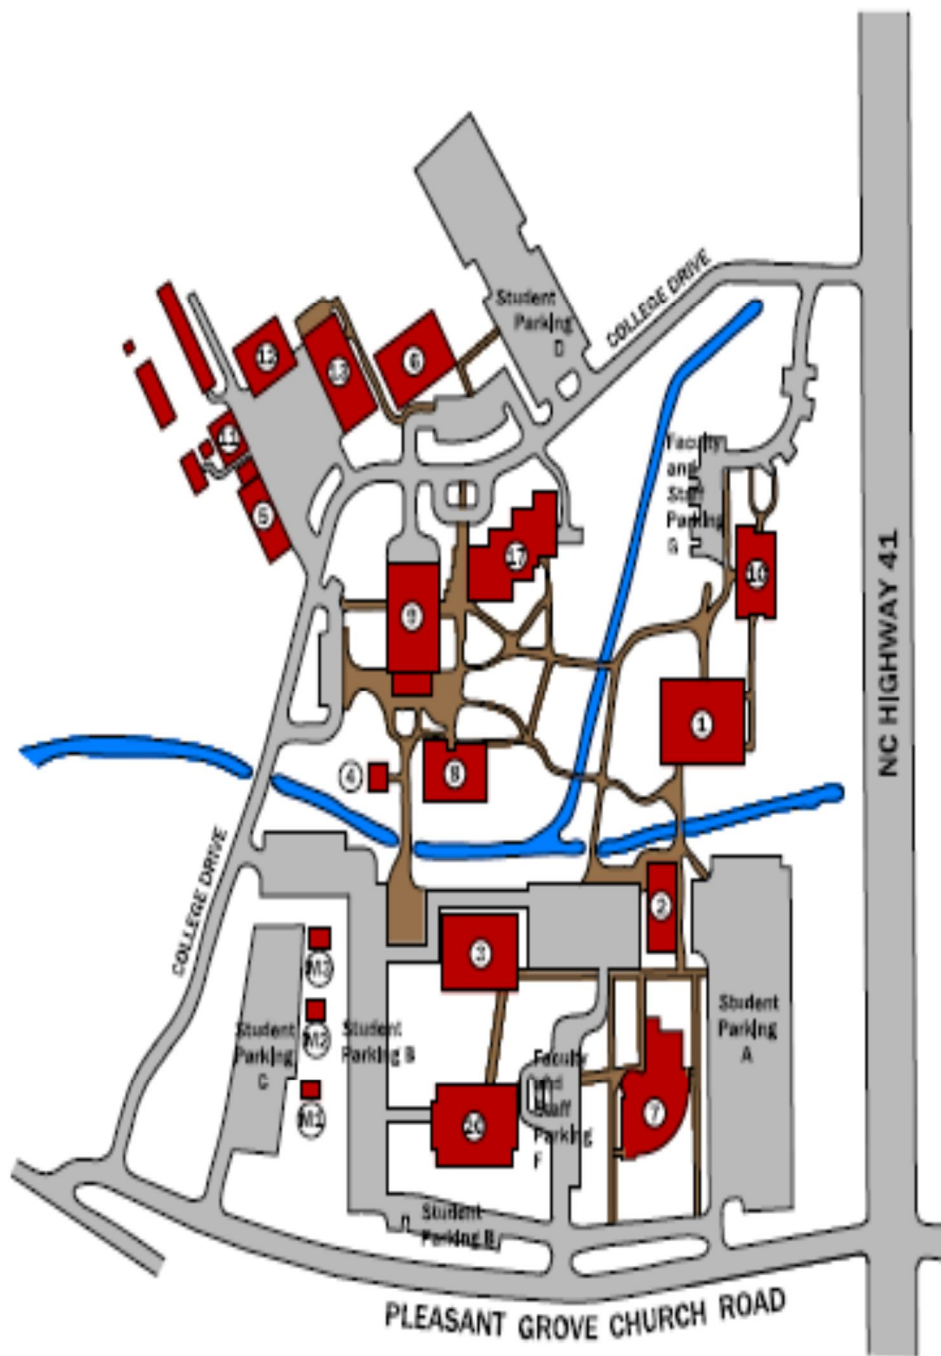 COLLEGE DRIVE
Student
Parking
D
12
6
11
5
Faculty
and
Staff
Parking
G
17
9
NC HIGHWAY 41
1
4
8
COLLEGE DRIVE
2
3
M3
Student
Parking
A
Student
Parking
C
M2
Student
Parking B
Faculty
and
Staff
Parking
F
M1
7
20
Student
Parking B
PLEASANT GROVE CHURCH ROAD